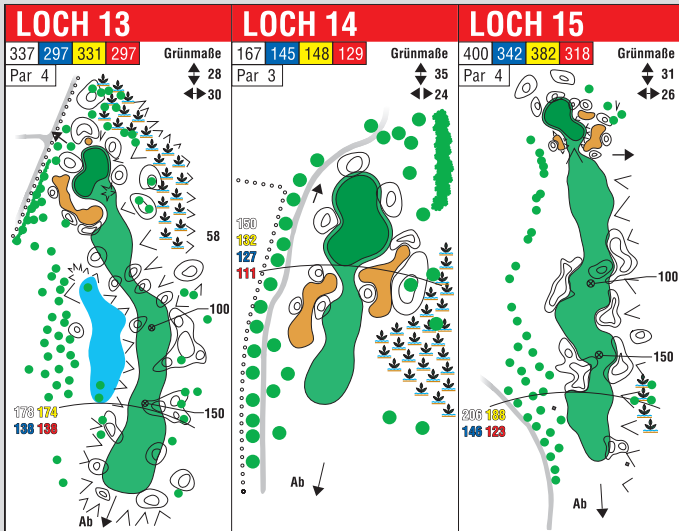 LOCH 13
337 297 331 297
Par 4
Grünmaße
28
30
58
100
178 174
138 138
150
Ab
LOCH 14
167 145 148 129
Par 3
Grünmaße
35
24
150
132
127
111
Ab
LOCH 15
400 342 382 318
Par 4
Grünmaße
31
26
100
150
206 188
145 123
Ab